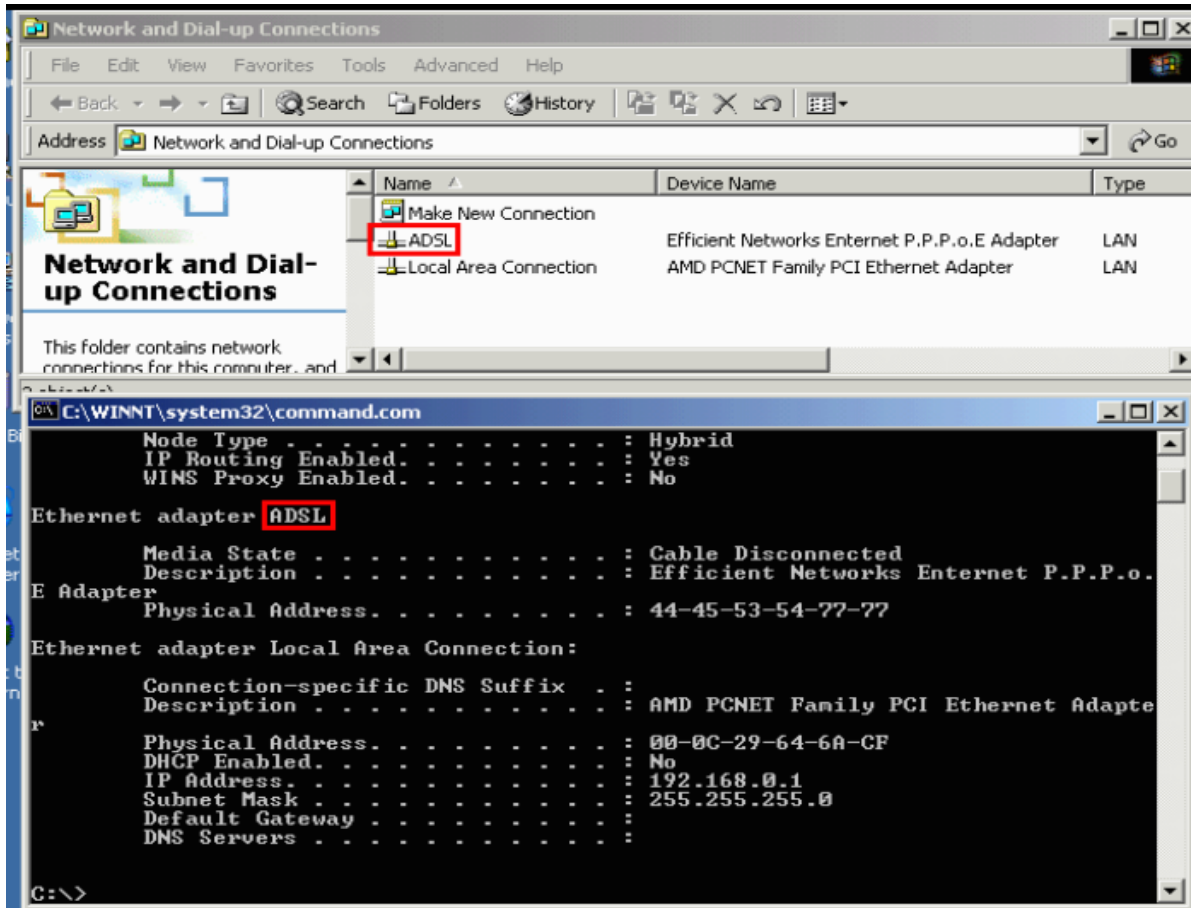 Network and Dial-up Connections
File Edit View Favorites Tools Advanced Help
Back Search Folders History
Address Network and Dial-up Connections Go
Name Device Name Type
Make New Connection
ADSL Efficient Networks Enternet P.P.P.o.E Adapter LAN
Local Area Connection AMD PCNET Family PCI Ethernet Adapter LAN
Network and Dial-
up Connections
This folder contains network
connections for this computer, and
C:\WINNT\system32\command.com
Node Type . . . . . . . . . . . . : Hybrid
IP Routing Enabled. . . . . . . . : Yes
WINS Proxy Enabled. . . . . . . . : No
Ethernet adapter ADSL
Media State . . . . . . . . . . . : Cable Disconnected
Description . . . . . . . . . . . : Efficient Networks Enternet P.P.P.o.
E Adapter
Physical Address. . . . . . . . . : 44-45-53-54-77-77
Ethernet adapter Local Area Connection:
Connection-specific DNS Suffix . :
Description . . . . . . . . . . . : AMD PCNET Family PCI Ethernet Adapte
r
Physical Address. . . . . . . . . : 00-0C-29-64-6A-CF
DHCP Enabled. . . . . . . . . . . : No
IP Address. . . . . . . . . . . . : 192.168.0.1
Subnet Mask . . . . . . . . . . . : 255.255.255.0
Default Gateway . . . . . . . . . :
DNS Servers . . . . . . . . . . . :
C:\>